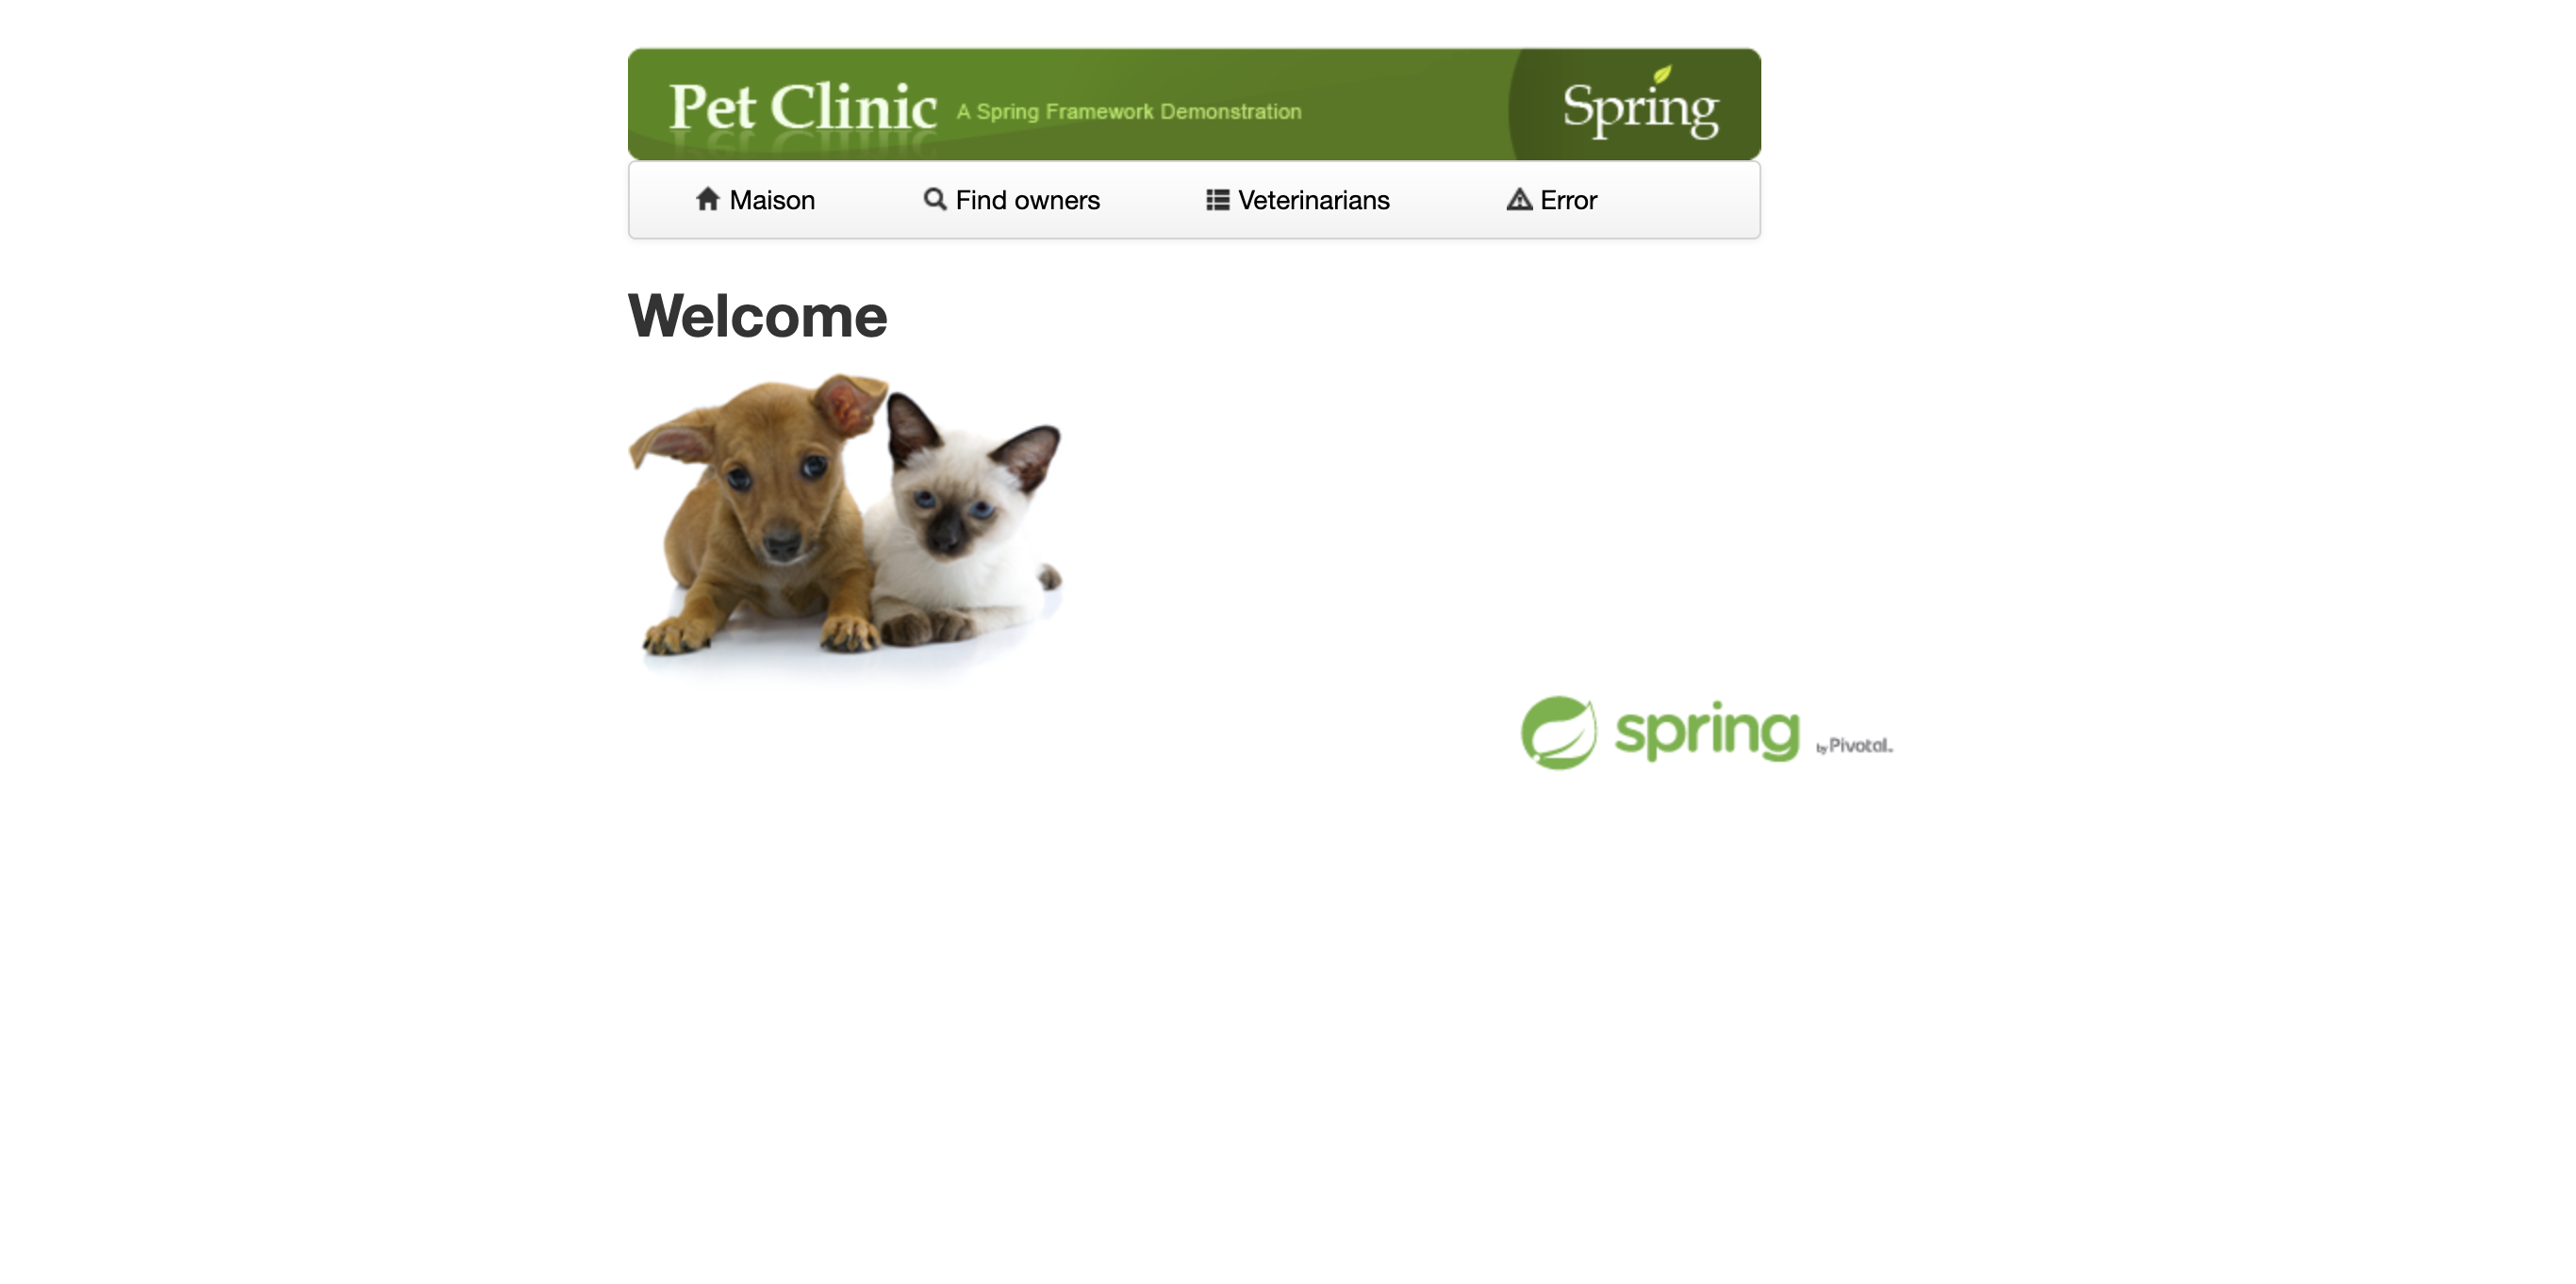 Pet Clinic A Spring Framework Demonstration Spring
Maison Find owners Veterinarians Error
Welcome
spring by Pivotal.